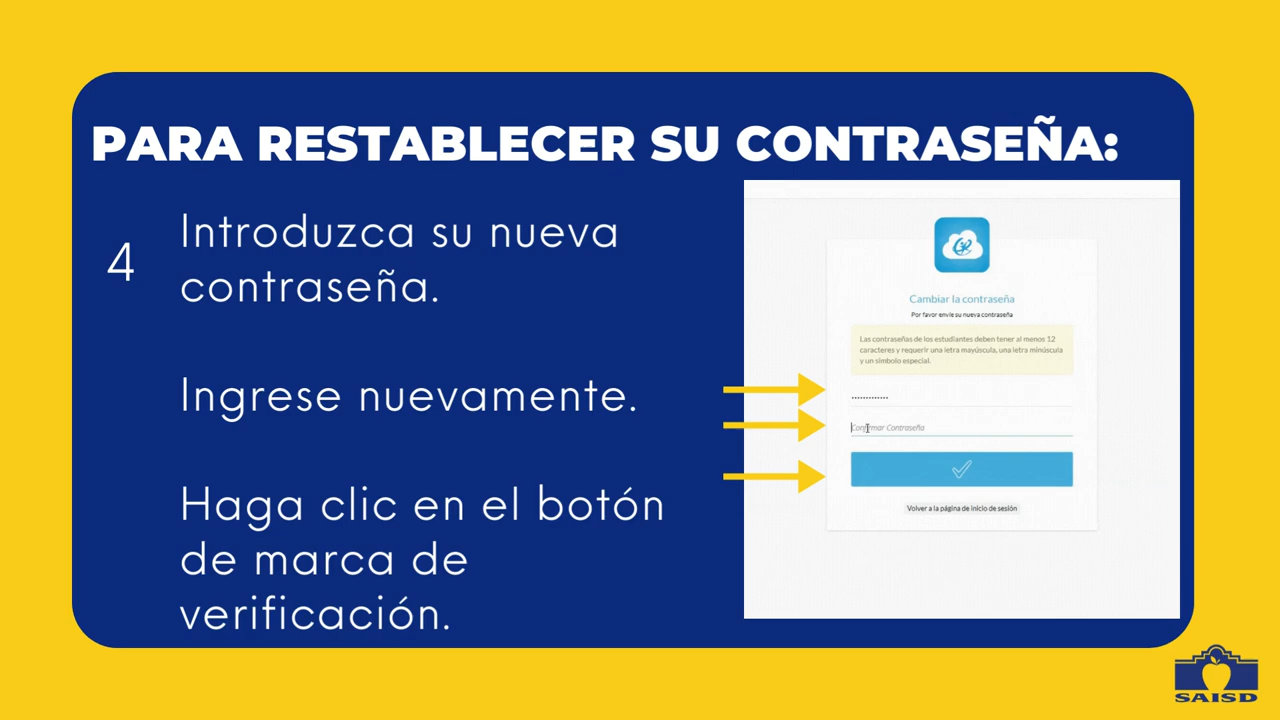 PARA RESTABLECER SU CONTRASEÑA:
4
Introduzca su nueva
contraseña.
Ingrese nuevamente.
Haga clic en el botón
de marca de
verificación.
Cambiar la contraseña
Por favor envíe su nueva contraseña
Las contraseñas de los estudiantes deben tener al menos 12
caracteres y requerir una letra mayúscula, una letra minúscula
y un símbolo especial.
.............
Confirmar Contraseña
Volver a la página de inicio de sesión
SAISD